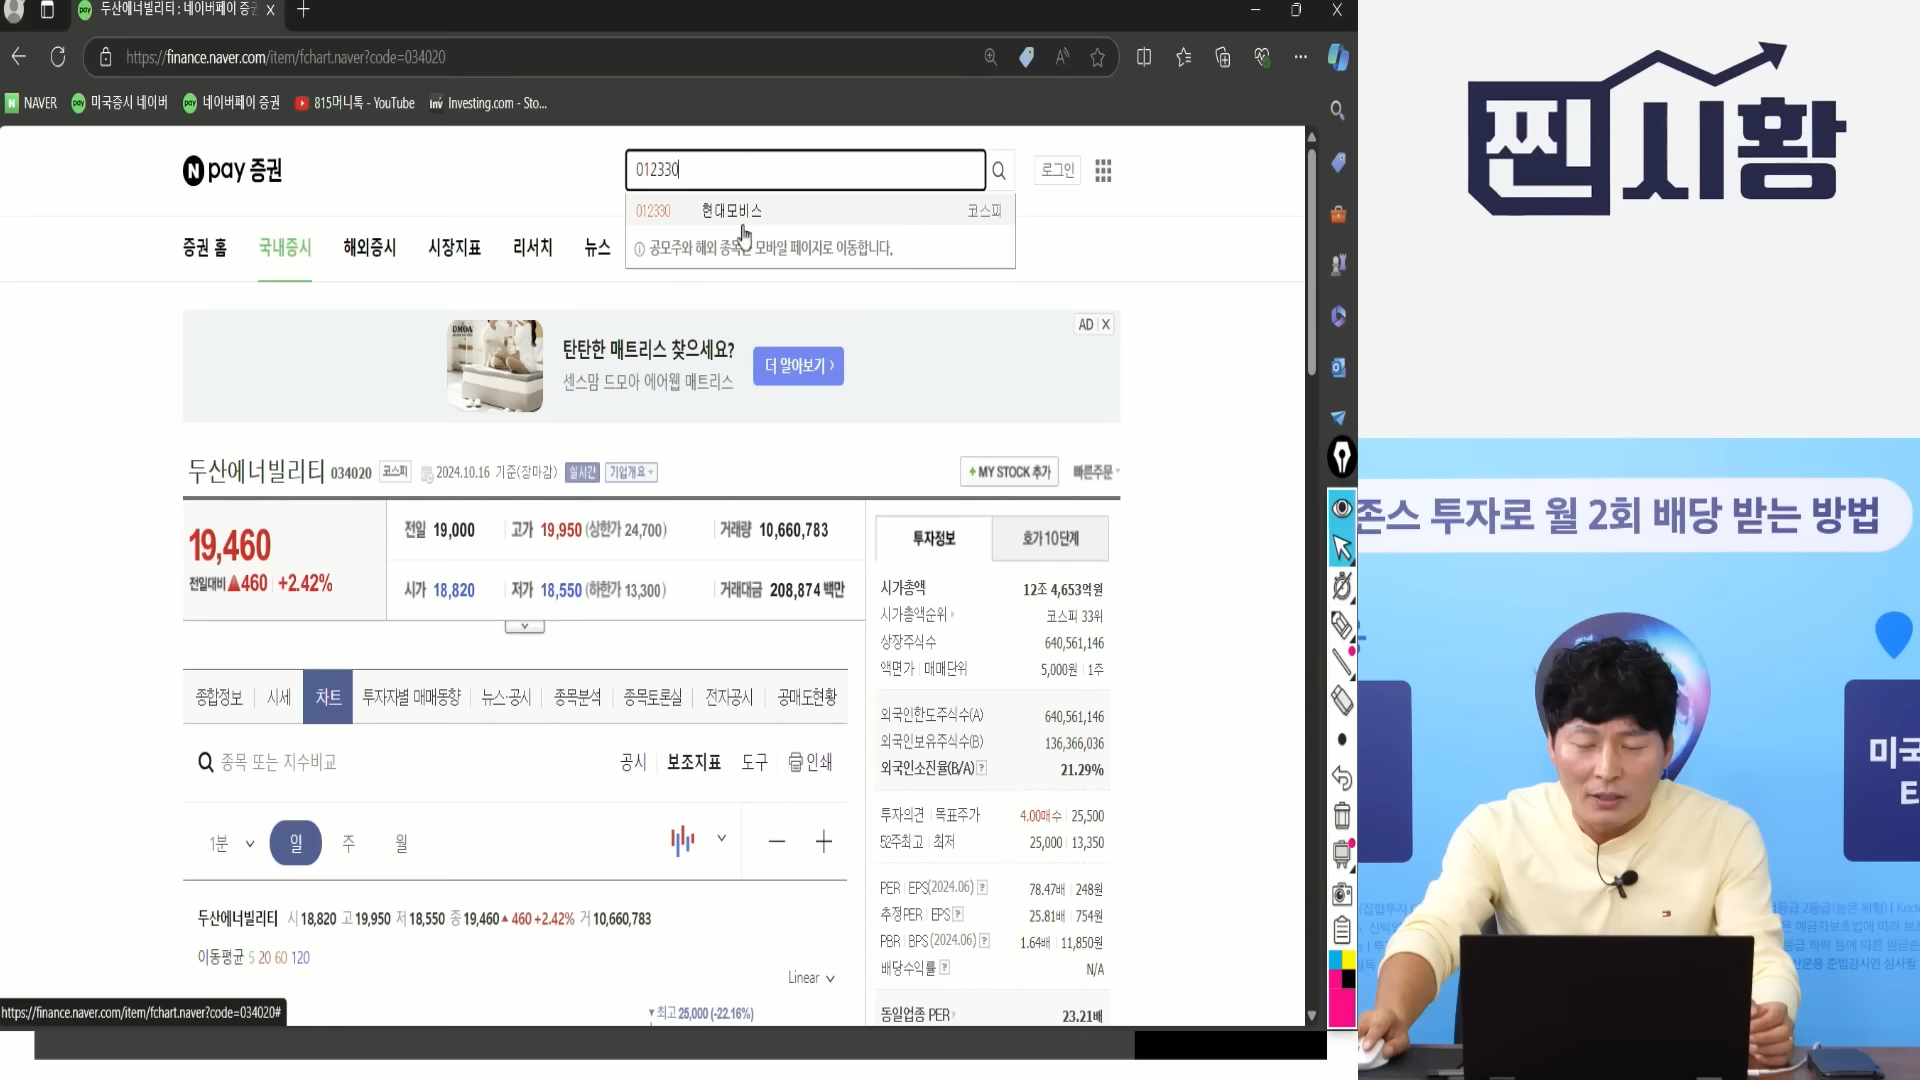 두산에너빌리티 : 네이버페이 증권
https://finance.naver.com/item/fchart.naver?code=034020
NAVER 미국증시 네이버 네이버페이 증권 815머니톡 - YouTube Investing.com - Sto...
N pay 증권
012330
로그인
012330 현대모비스 코스피
공모주와 해외 종목은 모바일 페이지로 이동합니다.
증권 홈 국내증시 해외증시 시장지표 리서치 뉴스
AD X
탄탄한 매트리스 찾으세요?
센스맘 드모아 에어웹 매트리스
더 알아보기 ›
두산에너빌리티 034020 코스피 2024.10.16 기준(장마감) 실시간 기업개요
+ MY STOCK 추가 빠른주문
19,460
전일대비 ▲460 +2.42%
전일 19,000 고가 19,950 (상한가 24,700) 거래량 10,660,783
시가 18,820 저가 18,550 (하한가 13,300) 거래대금 208,874 백만
투자정보 호가 10단계
시가총액 12조 4,653억원
시가총액순위 코스피 33위
상장주식수 640,561,146
액면가 매매단위 5,000원 1주
외국인한도주식수(A) 640,561,146
외국인보유주식수(B) 136,366,036
외국인소진율(B/A) ? 21.29%
투자의견 목표주가 4.00매수 25,500
52주최고 최저 25,000 13,350
PER EPS(2024.06) ? 78.47배 248원
추정PER EPS ? 25.81배 754원
PBR BPS (2024.06) ? 1.64배 11,850원
배당수익률 ? N/A
동일업종 PER 23.21배
종합정보 시세 차트 투자자별 매매동향 뉴스·공시 종목분석 종목토론실 전자공시 공매도현황
종목 또는 지수비교 공시 보조지표 도구 인쇄
1분 일 주 월
두산에너빌리티 시 18,820 고 19,950 저 18,550 종 19,460 ▲ 460 +2.42% 거 10,660,783
이동평균 5 20 60 120
Linear
▼최고 25,000 (-22.16%)
https://finance.naver.com/item/fchart.naver?code=034020#
찐시황
존스 투자로 월 2회 배당 받는 방법
미국